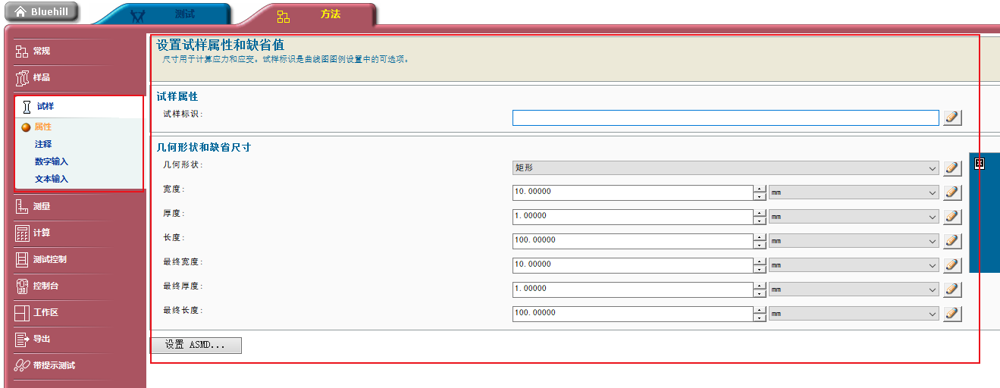 Bluehill
测试
方法
常规
样品
试样
属性
注释
数字输入
文本输入
测量
计算
测试控制
控制台
工作区
导出
带提示测试
设置试样属性和缺省值
尺寸用于计算应力和应变。试样标识是曲线图图例设置中的可选项。
试样属性
试样标识:
几何形状和缺省尺寸
几何形状: 矩形
宽度: 10.00000 mm
厚度: 1.00000 mm
长度: 100.00000 mm
最终宽度: 10.00000 mm
最终厚度: 1.00000 mm
最终长度: 100.00000 mm
设置 ASMD...